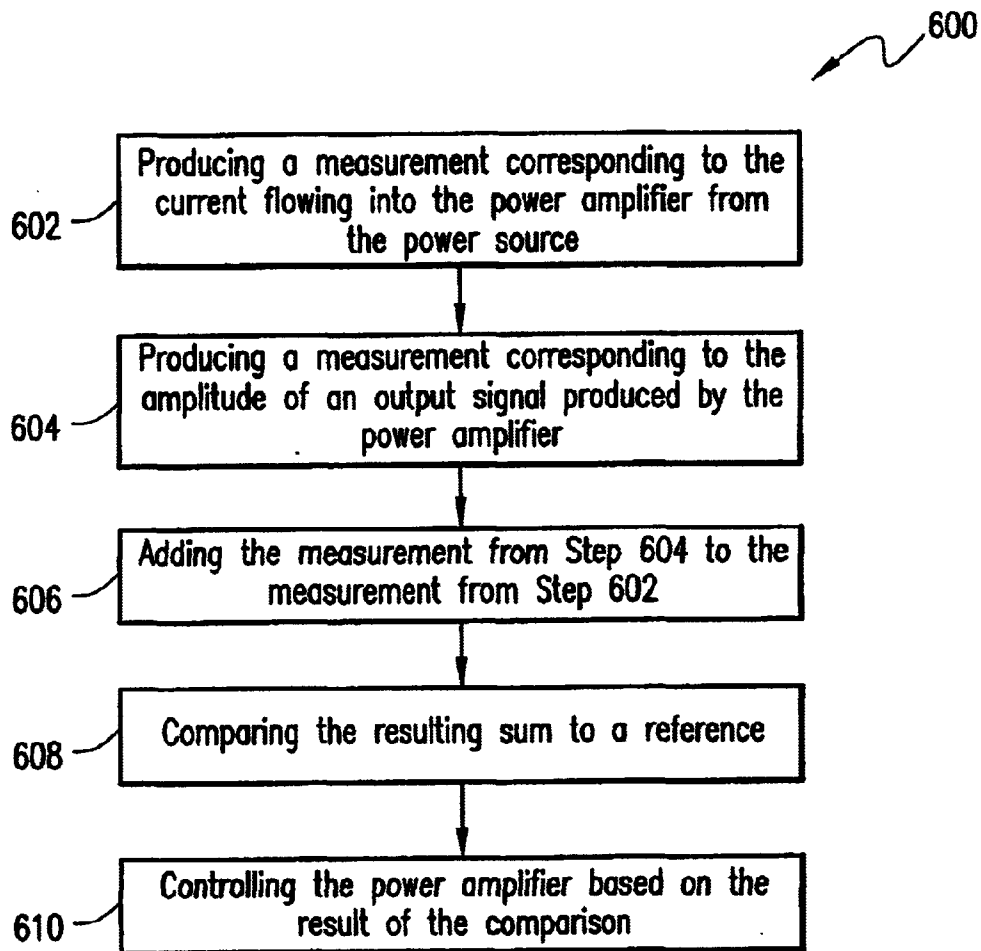 600
Producing a measurement corresponding to the
current flowing into the power amplifier from
the power source
602
Producing a measurement corresponding to the
amplitude of an output signal produced by the
power amplifier
604
Adding the measurement from Step 604 to the
measurement from Step 602
606
Comparing the resulting sum to a reference
608
Controlling the power amplifier based on the
result of the comparison
610